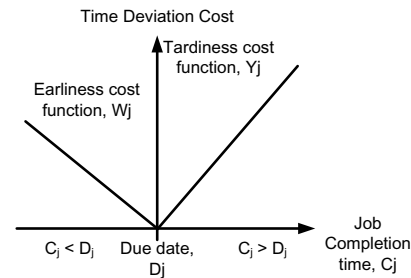 Time Deviation Cost
Tardiness cost
function, Yj
Earliness cost
function, Wj
Cj < Dj
Due date,
Dj
Cj > Dj
Job
Completion
time, Cj